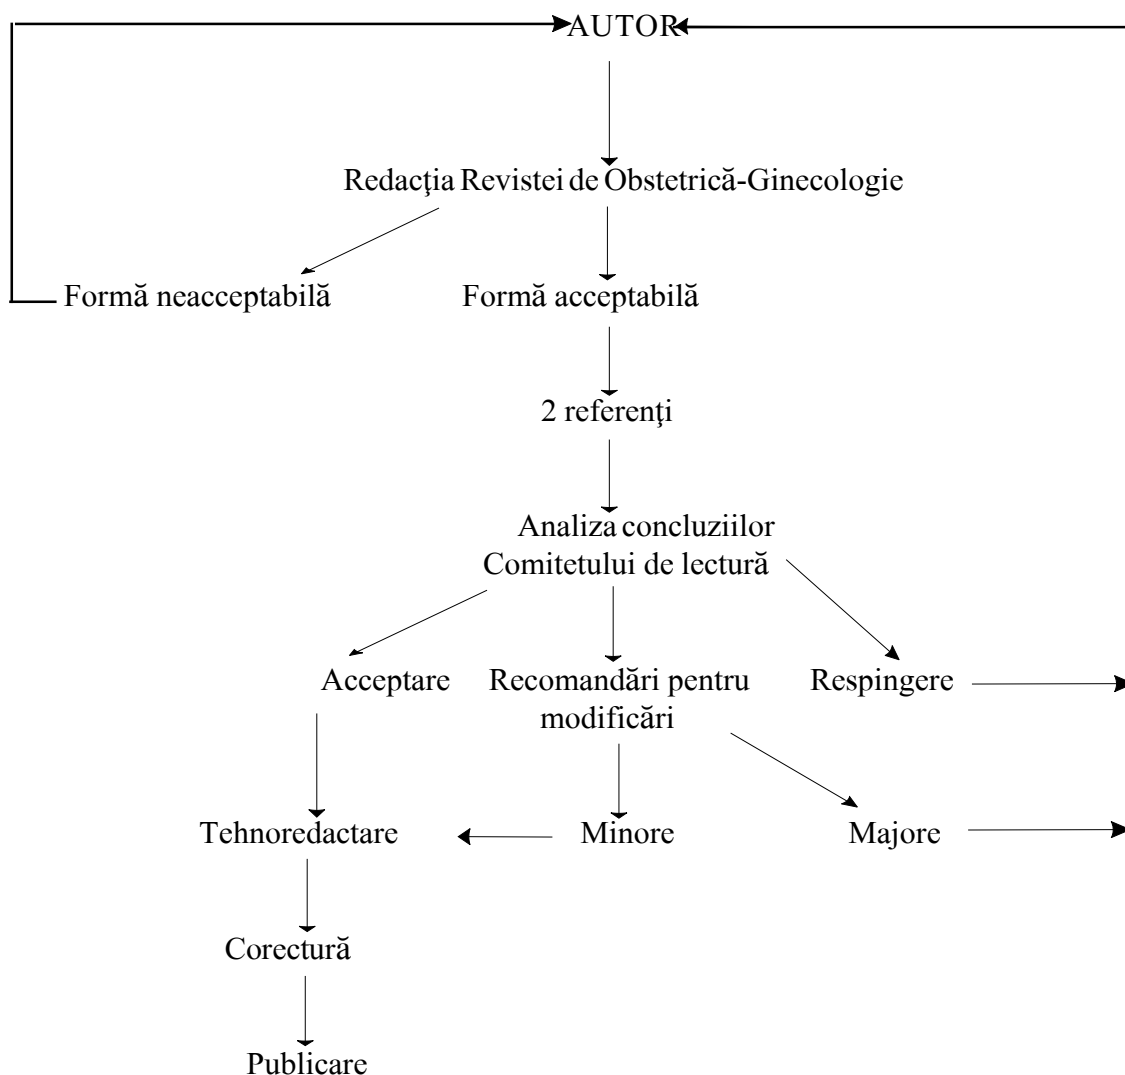 AUTOR
Redacţia Revistei de Obstetrică-Ginecologie
Formă neacceptabilă
Formă acceptabilă
2 referenţi
Analiza concluziilor
Comitetului de lectură
Acceptare
Recomandări pentru
modificări
Respingere
Tehnoredactare
Minore
Majore
Corectură
Publicare